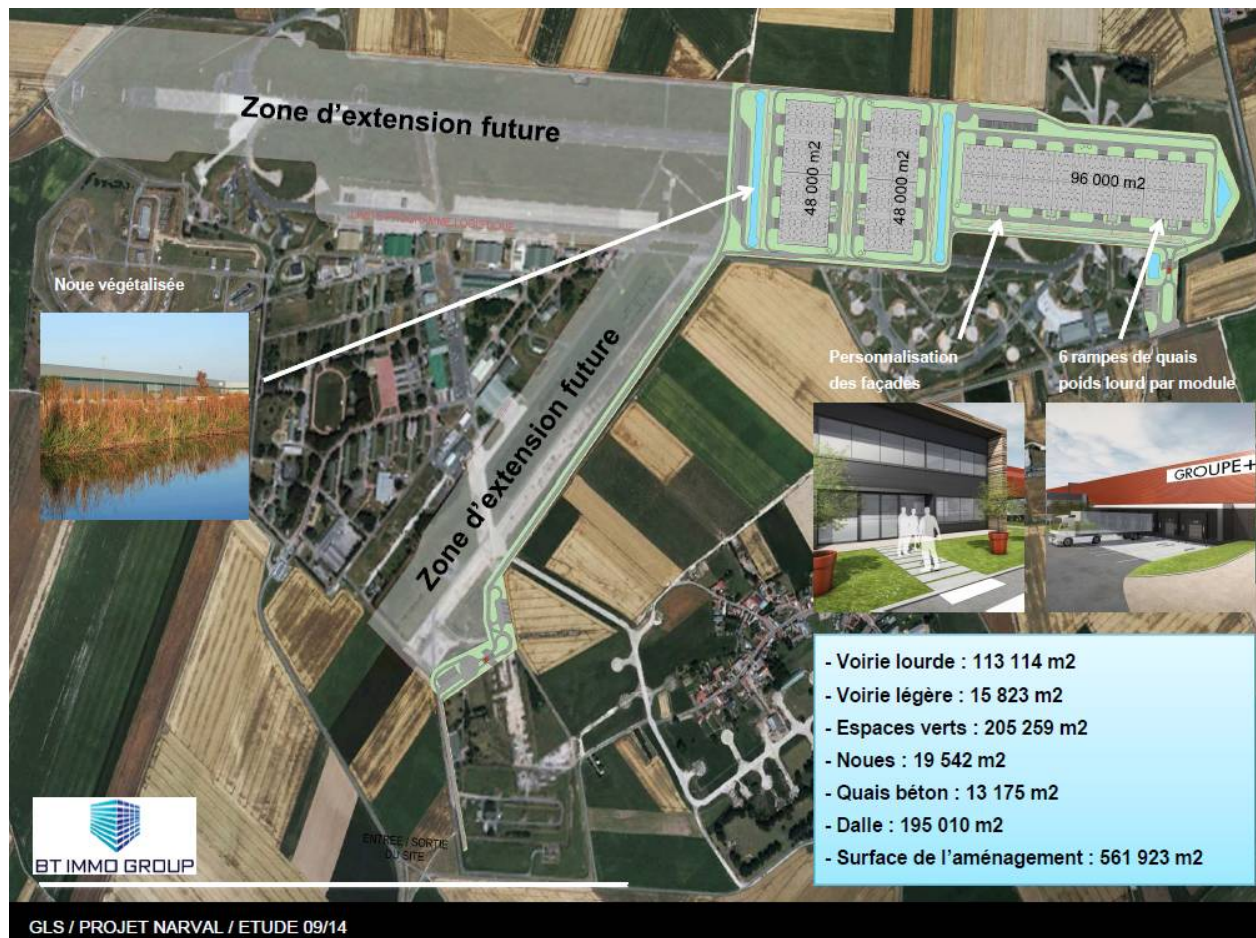 Zone d'extension future
48 000 m2
48 000 m2
96 000 m2
Noue végétalisée
Zone d'extension future
Personnalisation
des façades
6 rampes de quais
poids lourd par module
GROUPE+
- Voirie lourde : 113 114 m2
- Voirie légère : 15 823 m2
- Espaces verts : 205 259 m2
- Noues : 19 542 m2
- Quais béton : 13 175 m2
- Dalle : 195 010 m2
- Surface de l'aménagement : 561 923 m2
ENTREE / SORTIE
DU SITE
BT IMMO GROUP
GLS / PROJET NARVAL / ETUDE 09/14